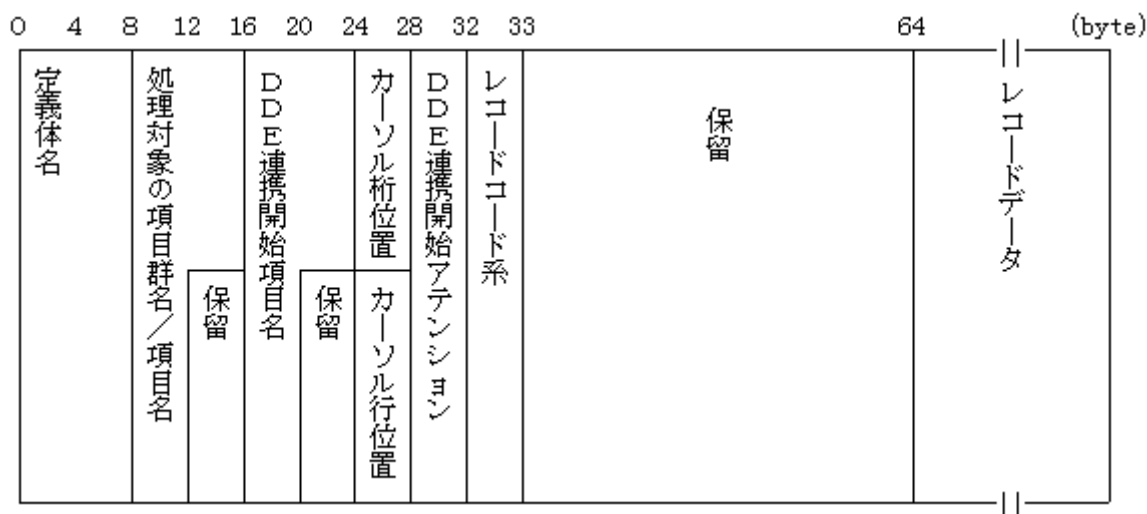 0 4 8 12 16 20 24 28 32 33 64 (byte)
定義体名
処理対象の項目群名／項目名
保留
ＤＤＥ連携開始項目名
保留
カーソル桁位置
カーソル行位置
ＤＤＥ連携開始アテンション
レコードコード系
保留
レコードデータ